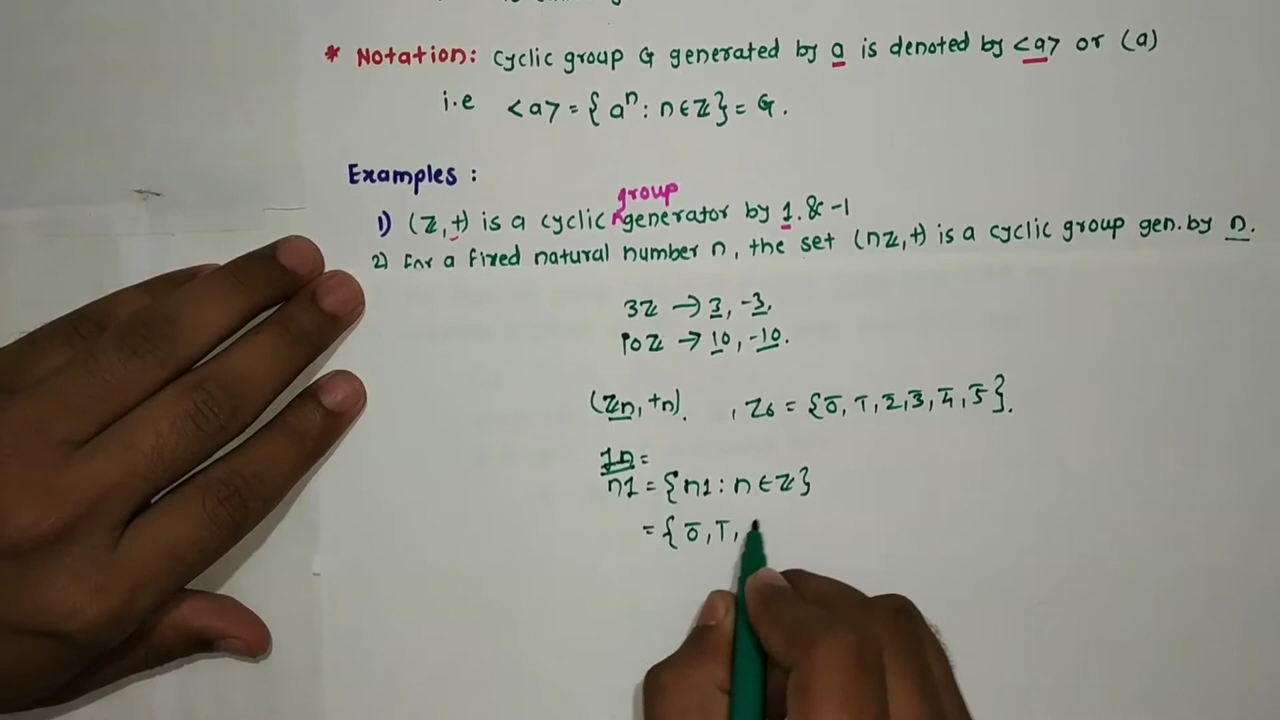 * Notation: cyclic group G generated by a is denoted by <a> or (a)
i.e <a> = { aⁿ : n ∈ ℤ } = G.
Examples :
group
1) (ℤ, +) is a cyclic ^ generator by 1. & -1
2) For a fixed natural number n, the set (nℤ, +) is a cyclic group gen. by n.
3ℤ → 3, -3.
10ℤ → 10, -10.
(ℤn, +n). , Z6 = {0̄, 1̄, 2̄, 3̄, 4̄, 5̄}.
n1 = {n1 : n ∈ ℤ}
= {0̄, 1̄,